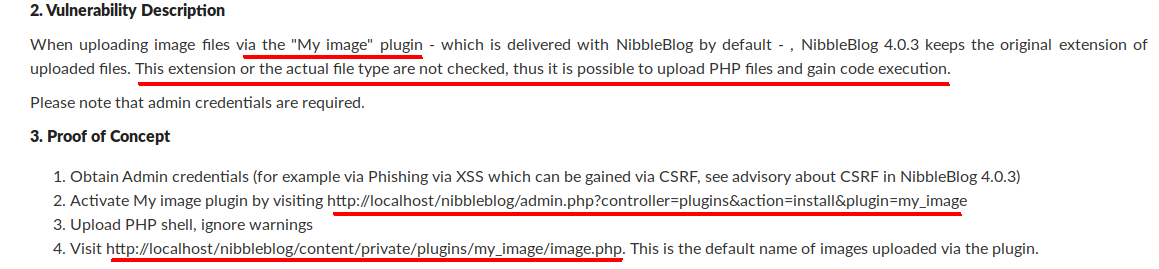 2. Vulnerability Description
When uploading image files via the "My image" plugin - which is delivered with NibbleBlog by default - , NibbleBlog 4.0.3 keeps the original extension of
uploaded files. This extension or the actual file type are not checked, thus it is possible to upload PHP files and gain code execution.
Please note that admin credentials are required.
3. Proof of Concept
1. Obtain Admin credentials (for example via Phishing via XSS which can be gained via CSRF, see advisory about CSRF in NibbleBlog 4.0.3)
2. Activate My image plugin by visiting http://localhost/nibbleblog/admin.php?controller=plugins&action=install&plugin=my_image
3. Upload PHP shell, ignore warnings
4. Visit http://localhost/nibbleblog/content/private/plugins/my_image/image.php. This is the default name of images uploaded via the plugin.